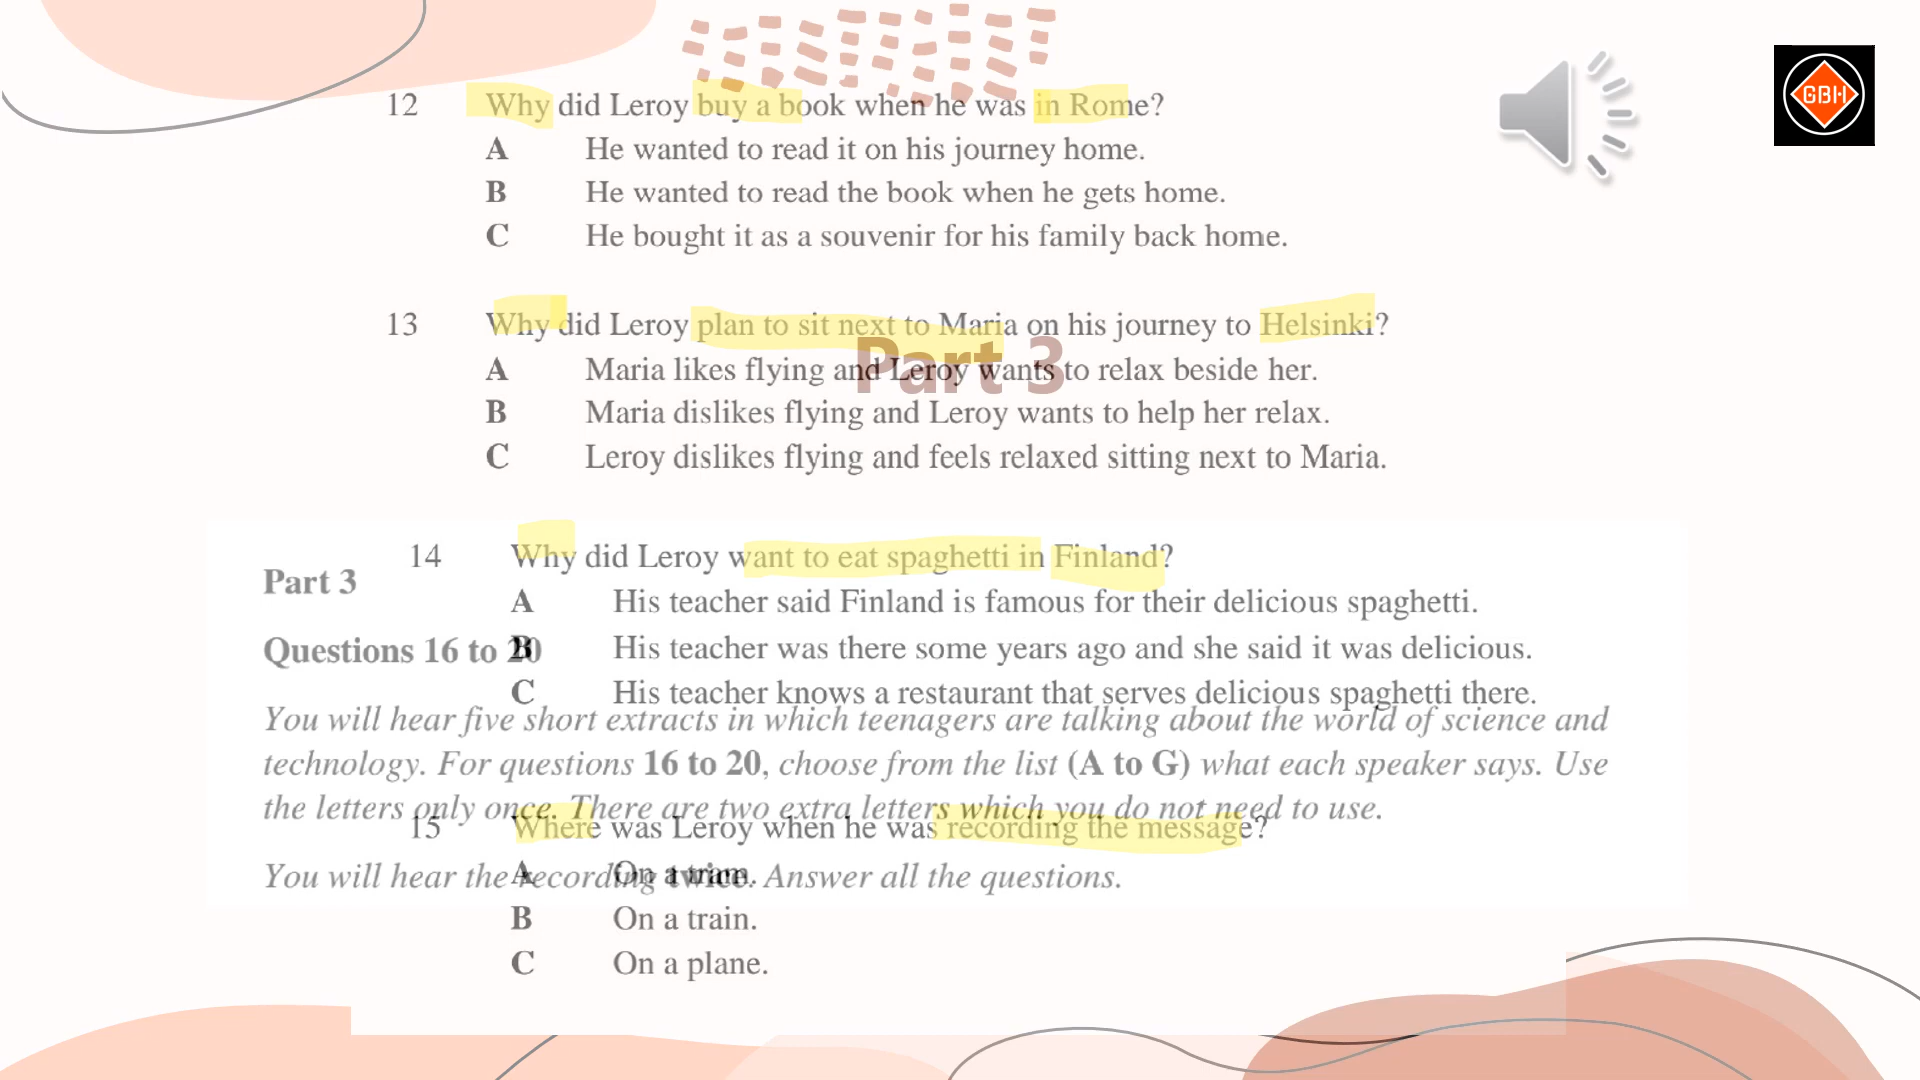 12 Why did Leroy buy a book when he was in Rome?
A He wanted to read it on his journey home.
B He wanted to read the book when he gets home.
C He bought it as a souvenir for his family back home.
GBH
13 Why did Leroy plan to sit next to Maria on his journey to Helsinki?
Part 3
A Maria likes flying and Leroy wants to relax beside her.
B Maria dislikes flying and Leroy wants to help her relax.
C Leroy dislikes flying and feels relaxed sitting next to Maria.
14 Why did Leroy want to eat spaghetti in Finland?
A His teacher said Finland is famous for their delicious spaghetti.
B His teacher was there some years ago and she said it was delicious.
C His teacher knows a restaurant that serves delicious spaghetti there.
15 Where was Leroy when he was recording the message?
A On a tram.
B On a train.
C On a plane.
Part 3
Questions 16 to 20
You will hear five short extracts in which teenagers are talking about the world of science and
technology. For questions 16 to 20, choose from the list (A to G) what each speaker says. Use
the letters only once. There are two extra letters which you do not need to use.
You will hear the recording twice. Answer all the questions.